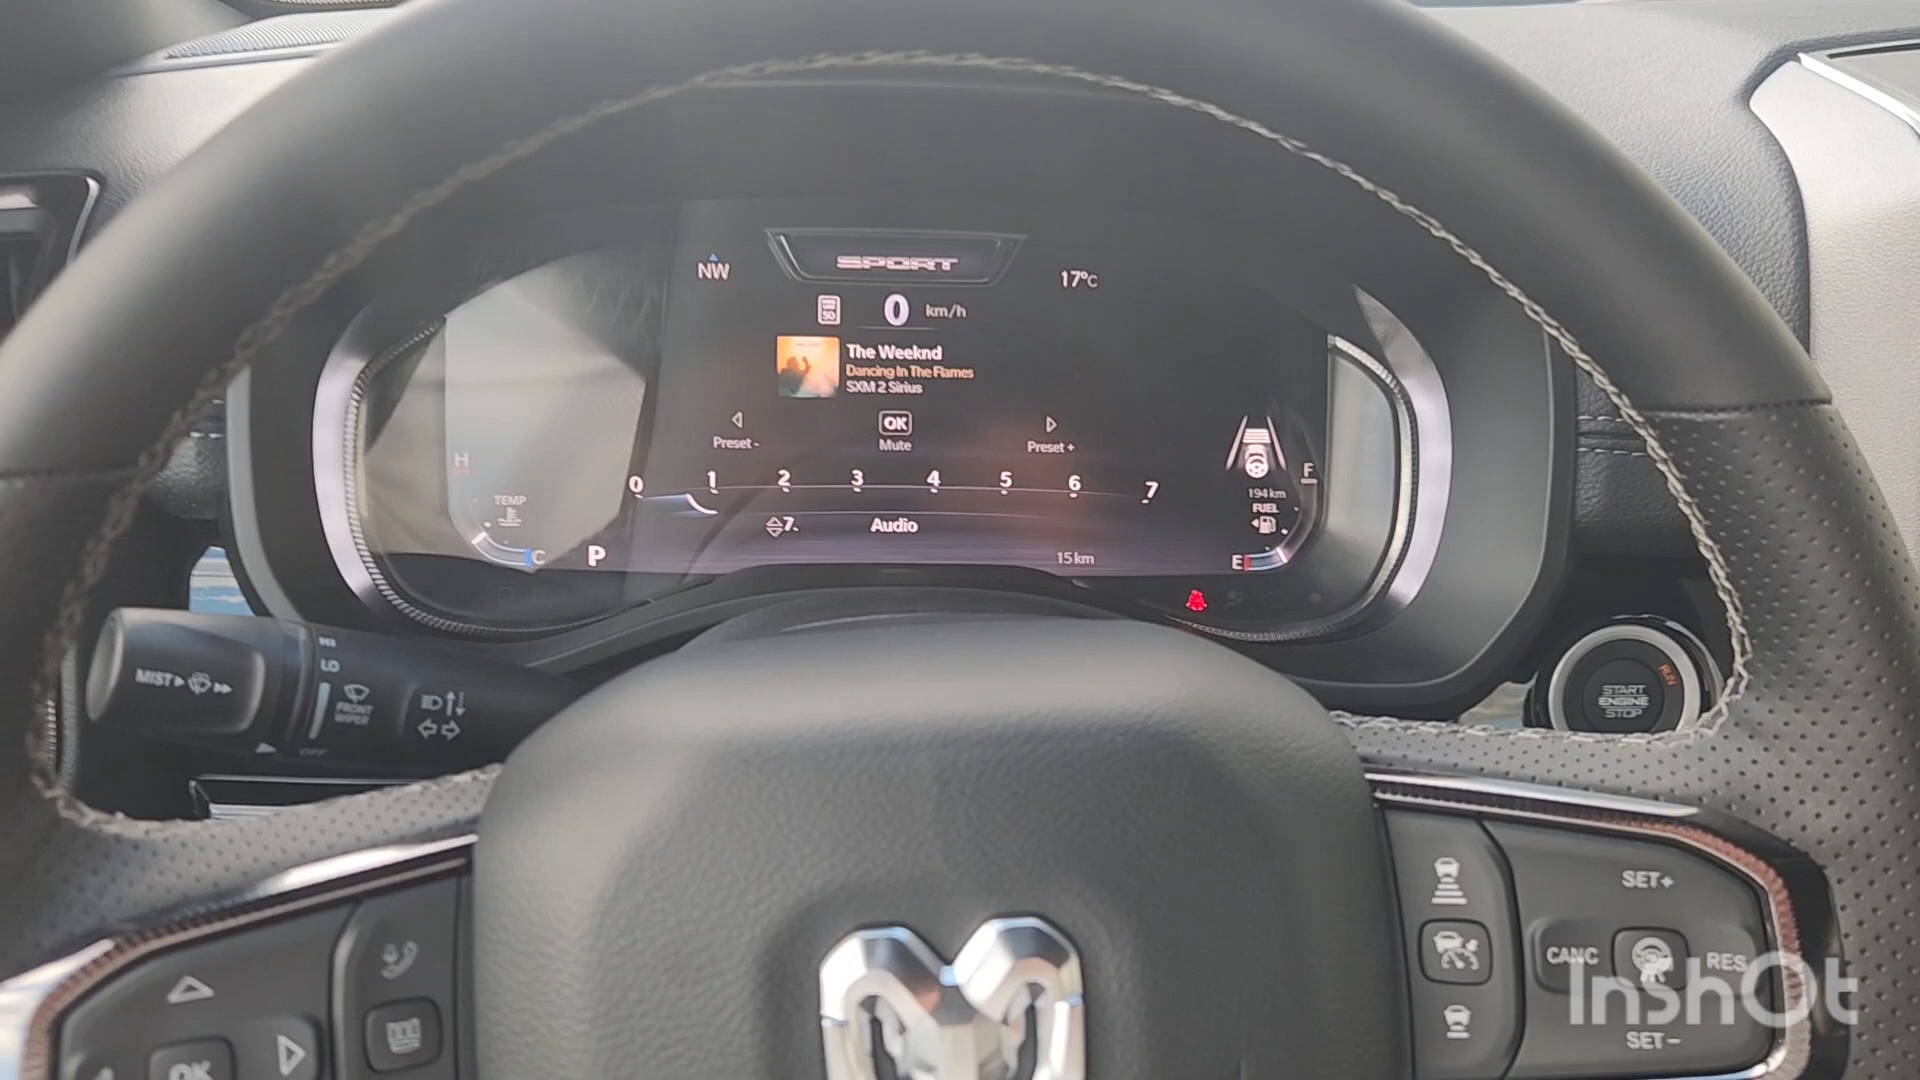 SPORT
NW
17°C
50
0 km/h
The Weeknd
Dancing In The Flames
SXM 2 Sirius
OK
Preset -
Mute
Preset +
H
F
0 1 2 3 4 5 6 7
194 km
TEMP
FUEL
7
Audio
C
P
15 km
E
HI
LO
MIST
FRONT
WIPER
OFF
RUN
START
ENGINE
STOP
SET+
CANC
RES
SET-
OK
InShOt